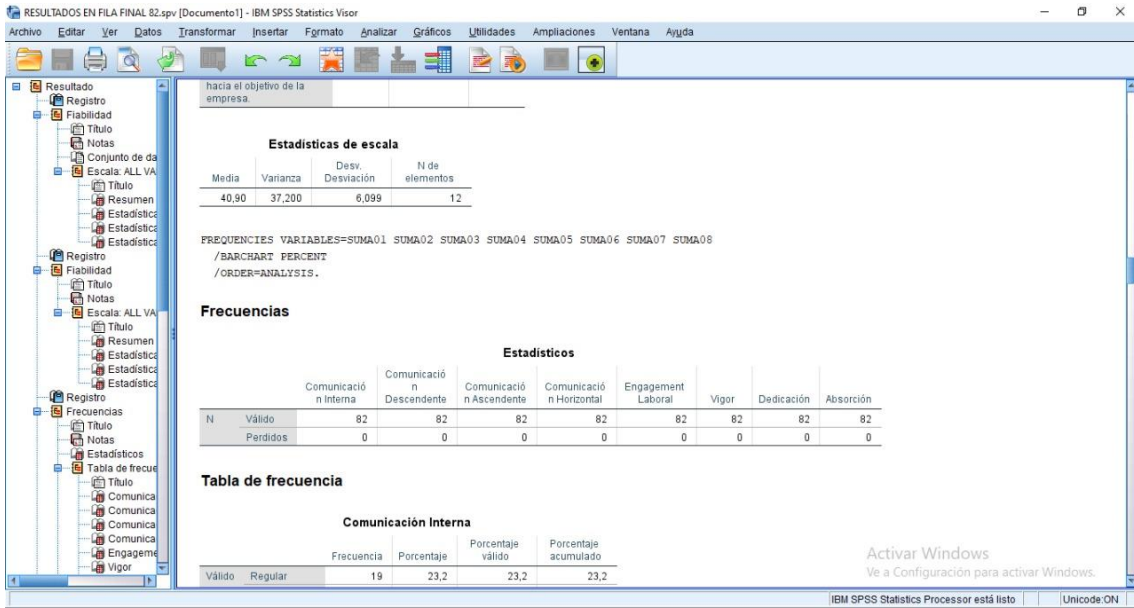 RESULTADOS EN FILA FINAL 82.spv [Documento1] - IBM SPSS Statistics Visor
Archivo Editar Ver Datos Transformar Insertar Formato Analizar Gráficos Utilidades Ampliaciones Ventana Ayuda
Resultado
Registro
Fiabilidad
Título
Notas
Conjunto de da
Escala: ALL VA
Título
Resumen
Estadística
Estadística
Estadística
Registro
Fiabilidad
Título
Notas
Escala: ALL VA
Título
Resumen
Estadística
Estadística
Estadística
Registro
Frecuencias
Título
Notas
Estadísticos
Tabla de frecue
Título
Comunica
Comunica
Comunica
Comunica
Engageme
Vigor
hacia el objetivo de la
empresa.
Estadísticas de escala
Media Varianza Desv. Desviación N de elementos
40,90 37,200 6,099 12
FREQUENCIES VARIABLES=SUMA01 SUMA02 SUMA03 SUMA04 SUMA05 SUMA06 SUMA07 SUMA08
/BARCHART PERCENT
/ORDER=ANALYSIS.
Frecuencias
Estadísticos
Comunicació n Interna Comunicació n Descendente Comunicació n Ascendente Comunicació n Horizontal Engagement Laboral Vigor Dedicación Absorción
N Válido 82 82 82 82 82 82 82 82
Perdidos 0 0 0 0 0 0 0 0
Tabla de frecuencia
Comunicación Interna
Frecuencia Porcentaje Porcentaje válido Porcentaje acumulado
Válido Regular 19 23,2 23,2 23,2
Activar Windows
Ve a Configuración para activar Windows.
IBM SPSS Statistics Processor está listo Unicode:ON